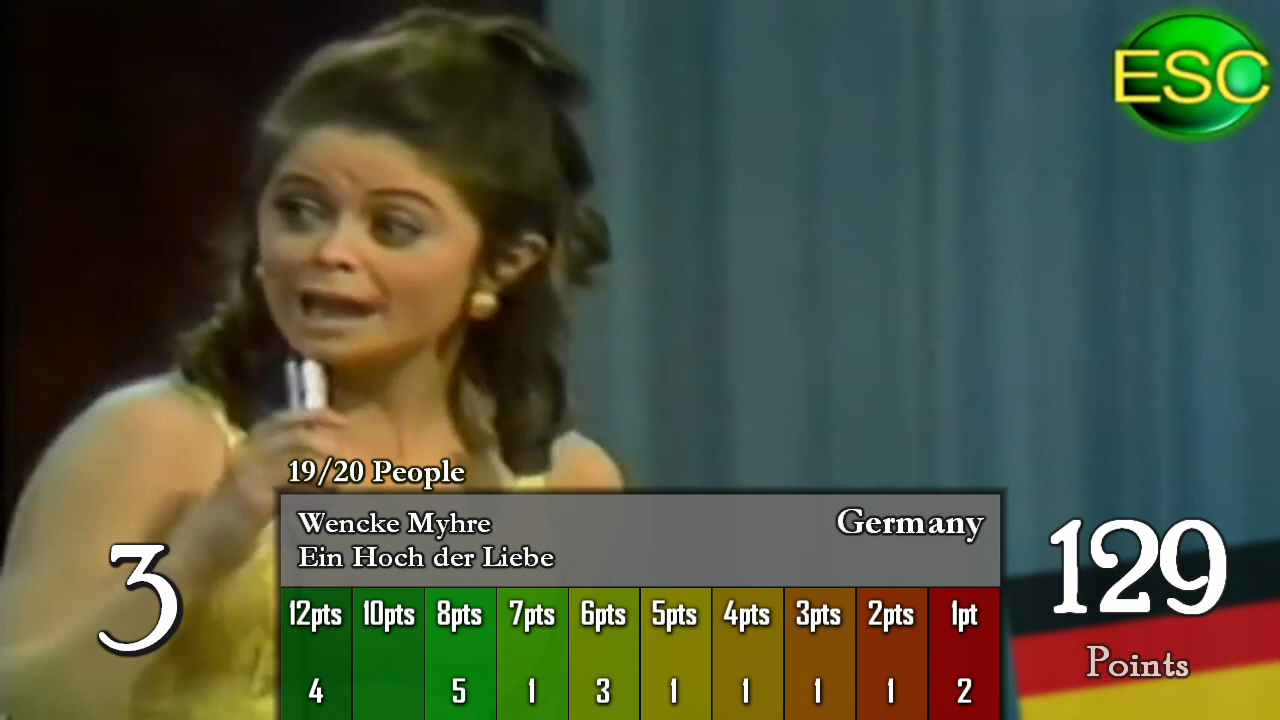 ESC
19/20 People
Wencke Myhre
Germany
Ein Hoch der Liebe
3
129
Points
12pts 10pts 8pts 7pts 6pts 5pts 4pts 3pts 2pts 1pt
4 5 1 3 1 1 1 1 2